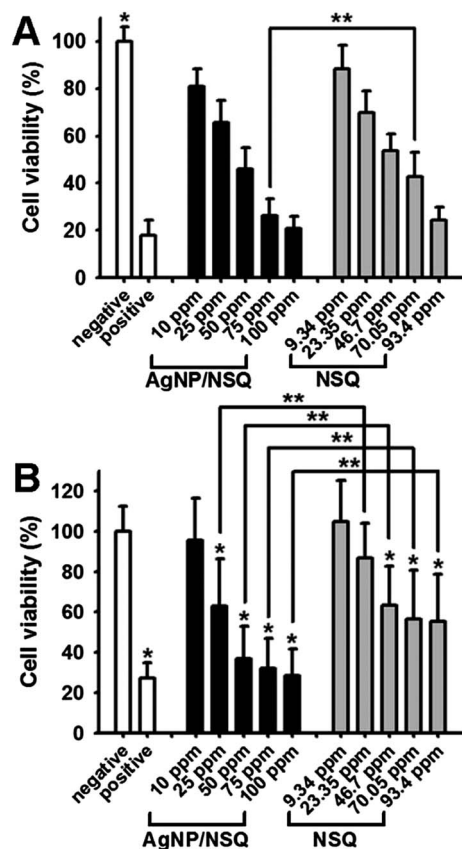 A
Cell viability (%)
100
80
60
40
20
0
*
**
negative
positive
10 ppm
25 ppm
50 ppm
75 ppm
100 ppm
9.34 ppm
23.35 ppm
46.7 ppm
70.05 ppm
93.4 ppm
AgNP/NSQ
NSQ
**
**
**
**
B
Cell viability (%)
120
100
80
60
40
20
0
*
*
*
*
*
*
*
*
negative
positive
10 ppm
25 ppm
50 ppm
75 ppm
100 ppm
9.34 ppm
23.35 ppm
46.7 ppm
70.05 ppm
93.4 ppm
AgNP/NSQ
NSQ